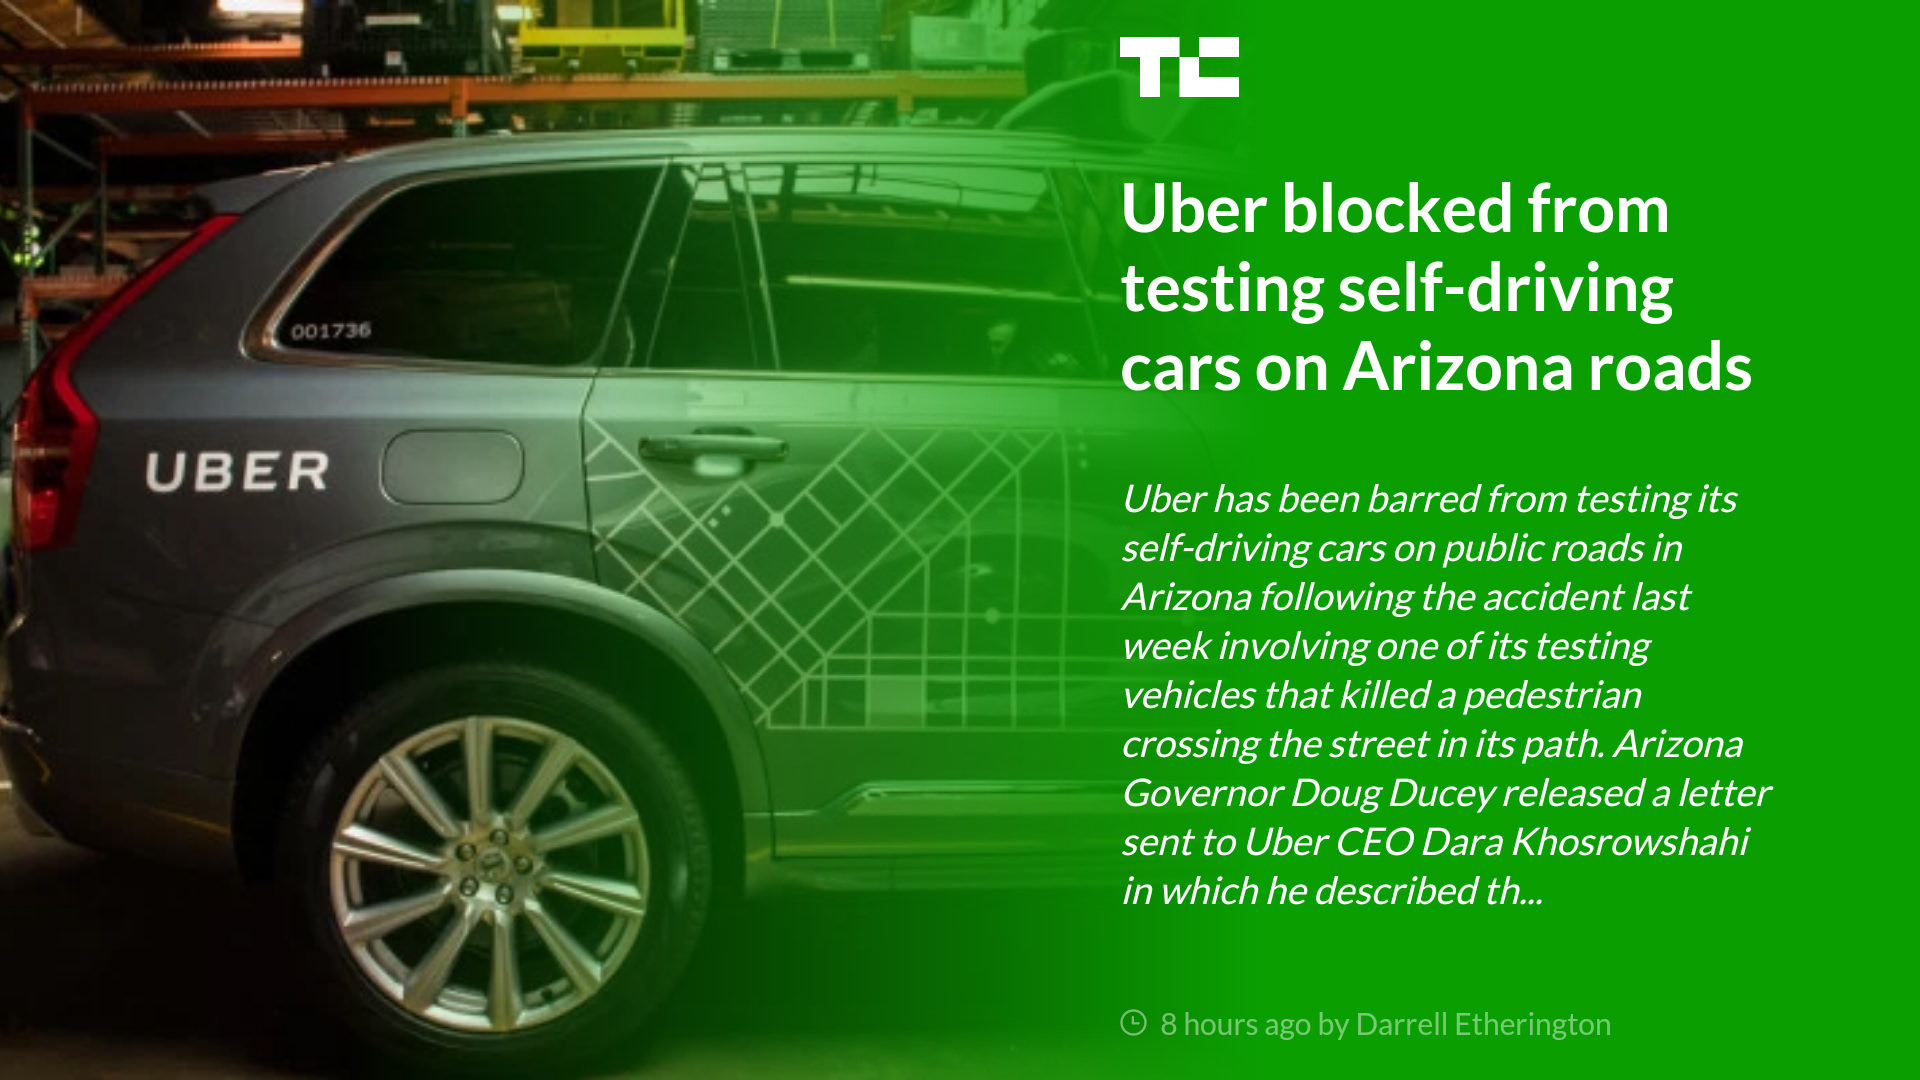 TC
Uber blocked from
testing self-driving
cars on Arizona roads
001736
UBER
Uber has been barred from testing its
self-driving cars on public roads in
Arizona following the accident last
week involving one of its testing
vehicles that killed a pedestrian
crossing the street in its path. Arizona
Governor Doug Ducey released a letter
sent to Uber CEO Dara Khosrowshahi
in which he described th...
8 hours ago by Darrell Etherington